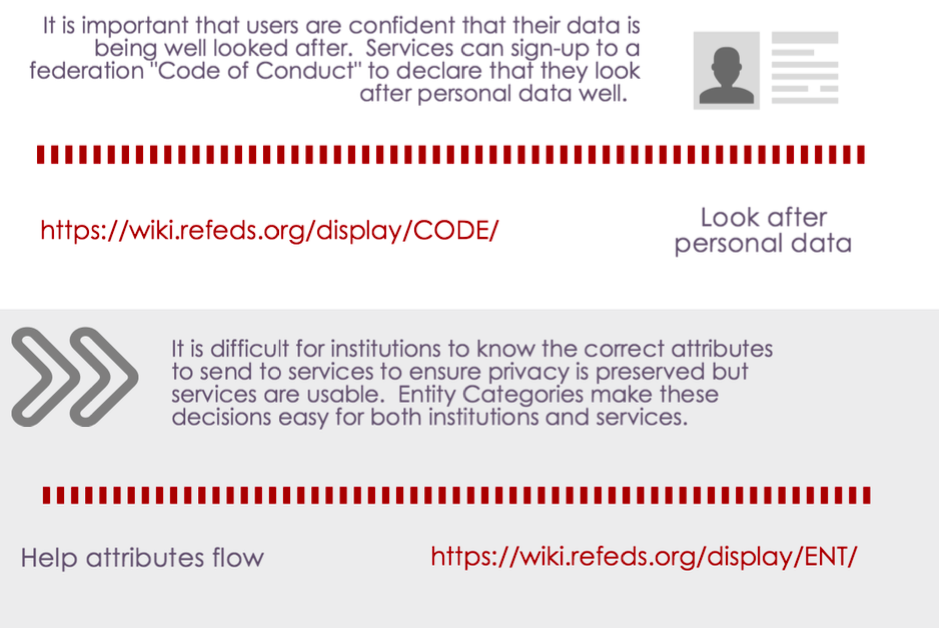 It is important that users are confident that their data is
being well looked after.  Services can sign-up to a
federation "Code of Conduct" to declare that they look
after personal data well.
https://wiki.refeds.org/display/CODE/
Look after
personal data
It is difficult for institutions to know the correct attributes
to send to services to ensure privacy is preserved but
services are usable.  Entity Categories make these
decisions easy for both institutions and services.
Help attributes flow
https://wiki.refeds.org/display/ENT/